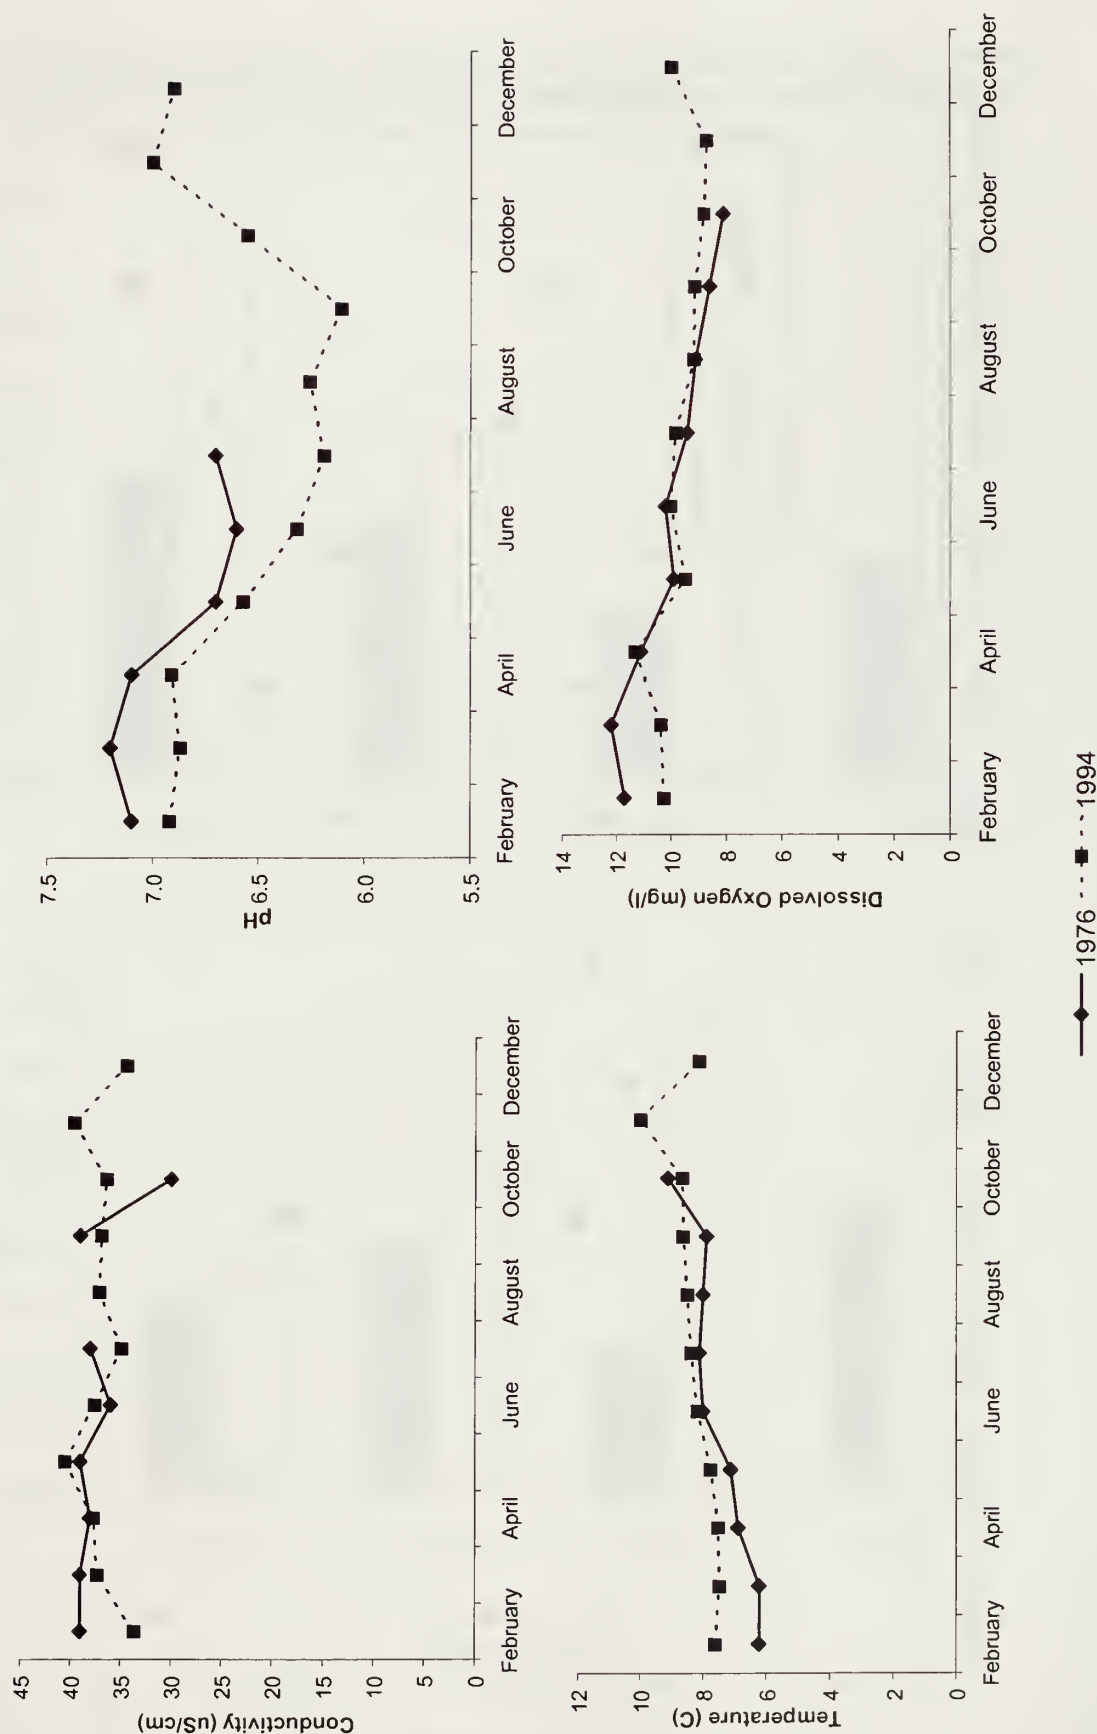 Conductivity (uS/cm)
45
40
35
30
25
20
15
10
5
0
February
April
June
August
October
December
pH
7.5
7.0
6.5
6.0
5.5
February
April
June
August
October
December
Temperature (C)
12
10
8
6
4
2
0
February
April
June
August
October
December
Dissolved Oxygen (mg/l)
14
12
10
8
6
4
2
0
February
April
June
August
October
December
1976
1994